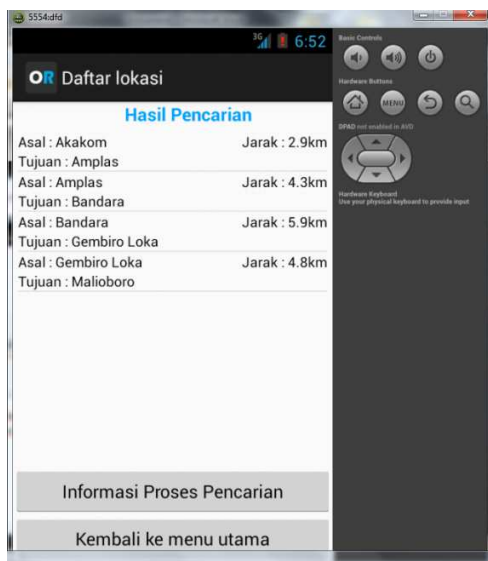 5554:dfd
3G 6:52
OR Daftar lokasi
Hasil Pencarian
Asal : Akakom Jarak : 2.9km
Tujuan : Amplas
Asal : Amplas Jarak : 4.3km
Tujuan : Bandara
Asal : Bandara Jarak : 5.9km
Tujuan : Gembiro Loka
Asal : Gembiro Loka Jarak : 4.8km
Tujuan : Malioboro
Informasi Proses Pencarian
Kembali ke menu utama
Basic Controls
Hardware Buttons
MENU
DPAD not enabled in AVD
Hardware Keyboard
Use your physical keyboard to provide input